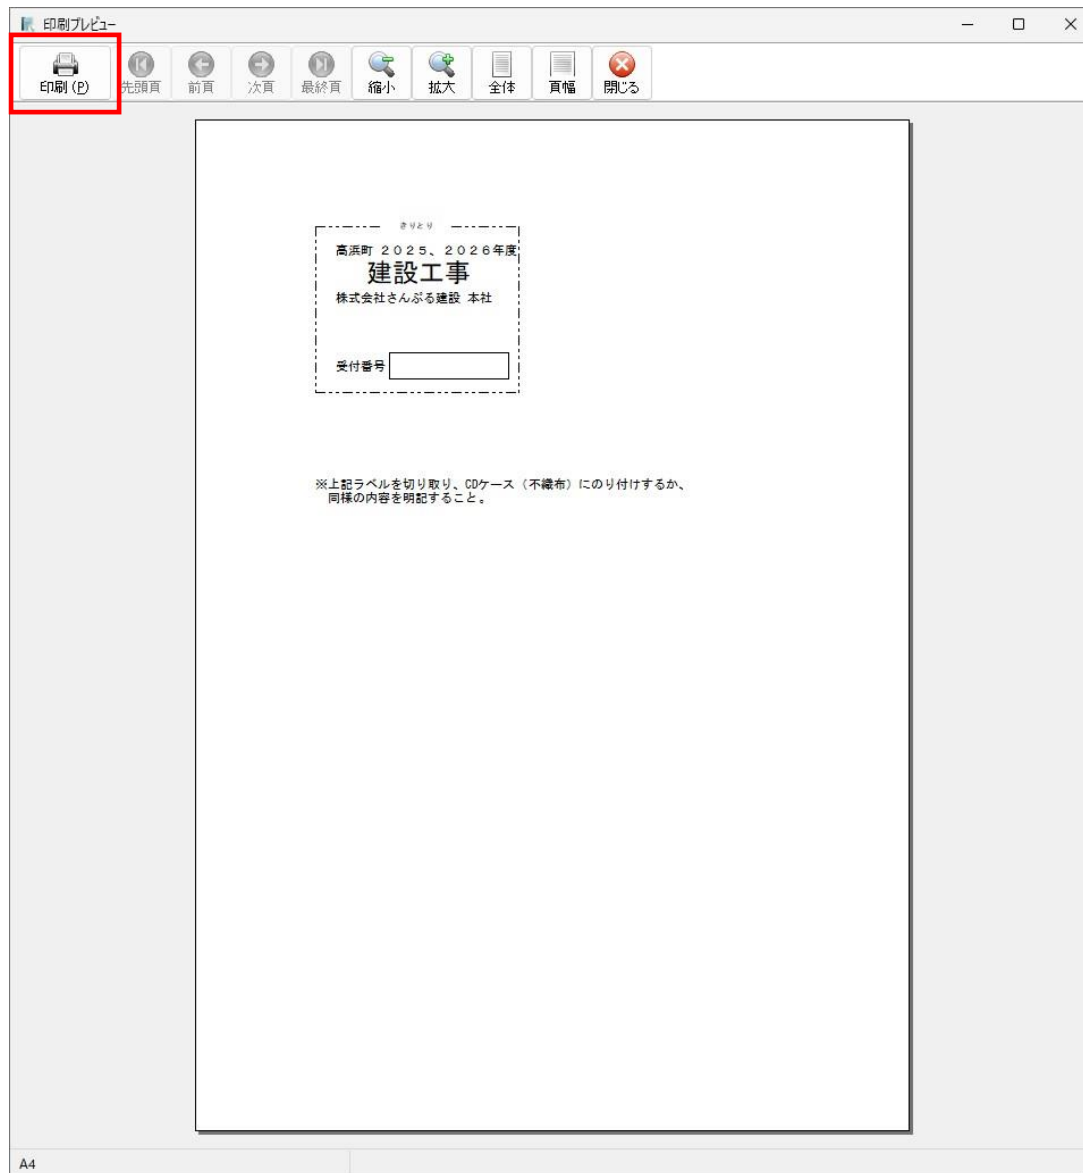 印刷プレビュー
印刷(P) 先頭頁 前頁 次頁 最終頁 縮小 拡大 全体 頁幅 閉じる
きりとり
高浜町 2025、2026年度
建設工事
株式会社さんぷる建設 本社
受付番号
※上記ラベルを切り取り、CDケース（不織布）にのり付けするか、
同様の内容を明記すること。
A4